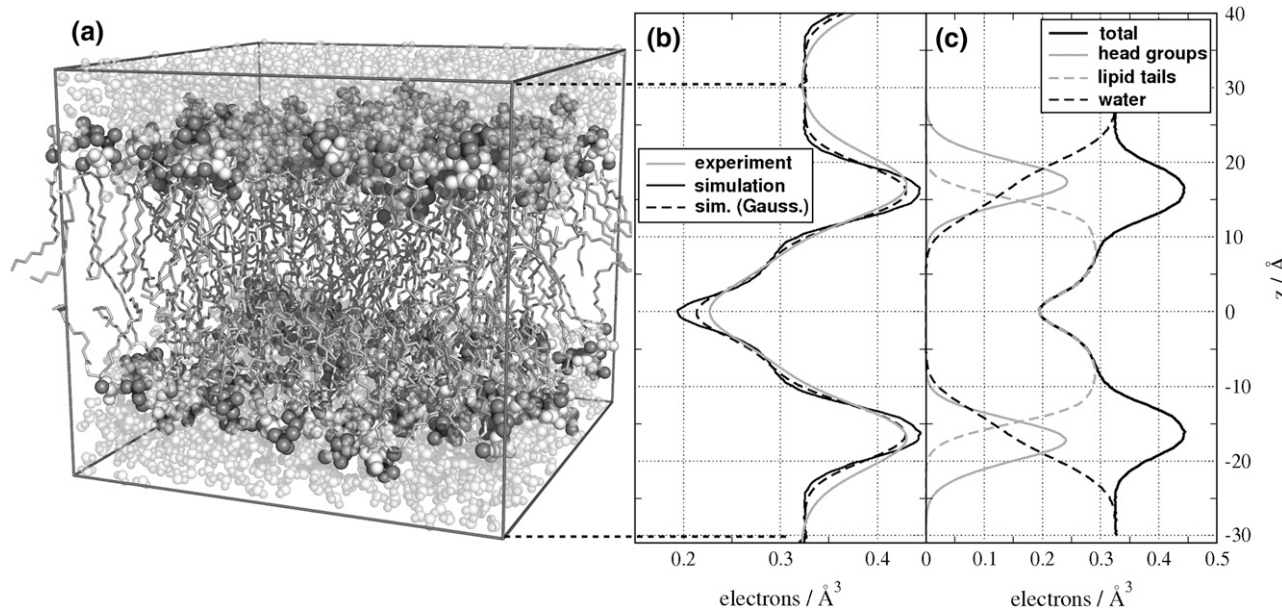 (a)
(b)
(c)
total
head groups
lipid tails
water
experiment
simulation
sim. (Gauss.)
40
30
20
10
0
-10
-20
-30
z / Å
0.2
0.3
0.4
0
0.1
0.2
0.3
0.4
0.5
electrons / Å³
electrons / Å³